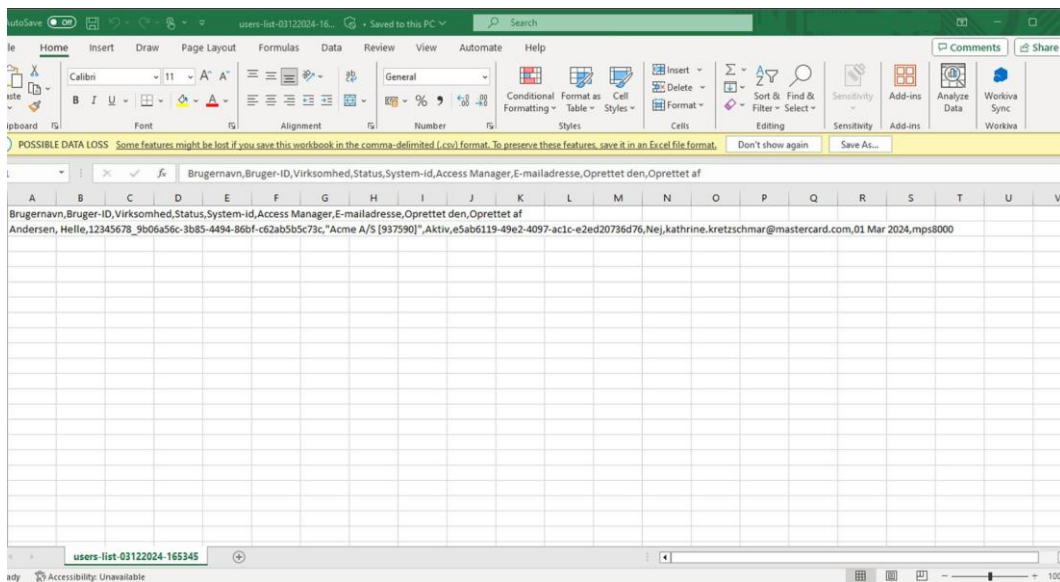 AutoSave Off users-list-03122024-16... • Saved to this PC Search
Home Insert Draw Page Layout Formulas Data Review View Automate Help Comments Share
Calibri 11 General Insert Delete Format
Conditional Formatting Format as Table Cell Styles Sort & Filter Find & Select Sensitivity Add-ins Analyze Data Workiva Sync
Font Alignment Number Styles Cells Editing Sensitivity Add-ins Workiva
POSSIBLE DATA LOSS Some features might be lost if you save this workbook in the comma-delimited (.csv) format. To preserve these features, save it in an Excel file format. Don't show again Save As...
fx Brugernavn,Bruger-ID,Virksomhed,Status,System-id,Access Manager,E-mailadresse,Oprettet den,Oprettet af
A B C D E F G H I J K L M N O P Q R S T U V
Brugernavn,Bruger-ID,Virksomhed,Status,System-id,Access Manager,E-mailadresse,Oprettet den,Oprettet af
Andersen, Helle,12345678_9b06a56c-3b85-4494-86bf-c62ab5b5c73c,"Acme A/S [937590]",Aktiv,e5ab6119-49e2-4097-ac1c-e2ed20736d76,Nej,kathrine.kretzschmar@mastercard.com,01 Mar 2024,mps8000
users-list-03122024-165345
Accessibility: Unavailable